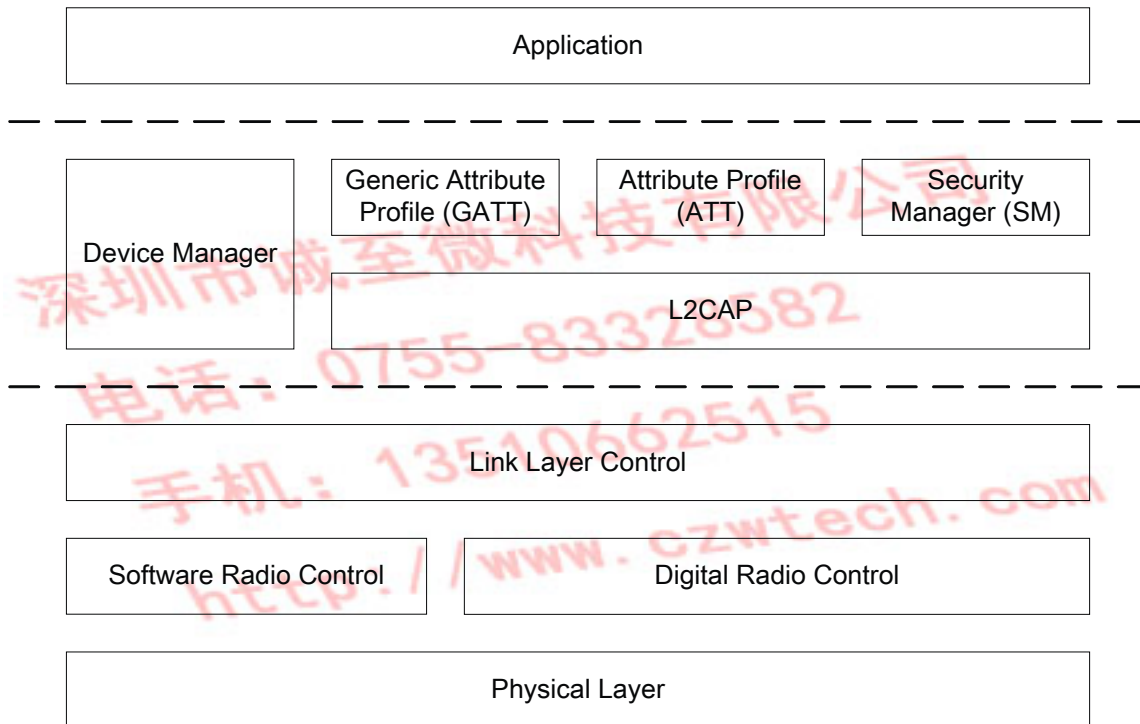 Application
Device Manager
Generic Attribute
Profile (GATT)
Attribute Profile
(ATT)
Security
Manager (SM)
L2CAP
Link Layer Control
Software Radio Control
Digital Radio Control
Physical Layer
深圳市诚至微科技有限公司
电话：0755-83328582
手机：13510662515
http://www.czwtech.com